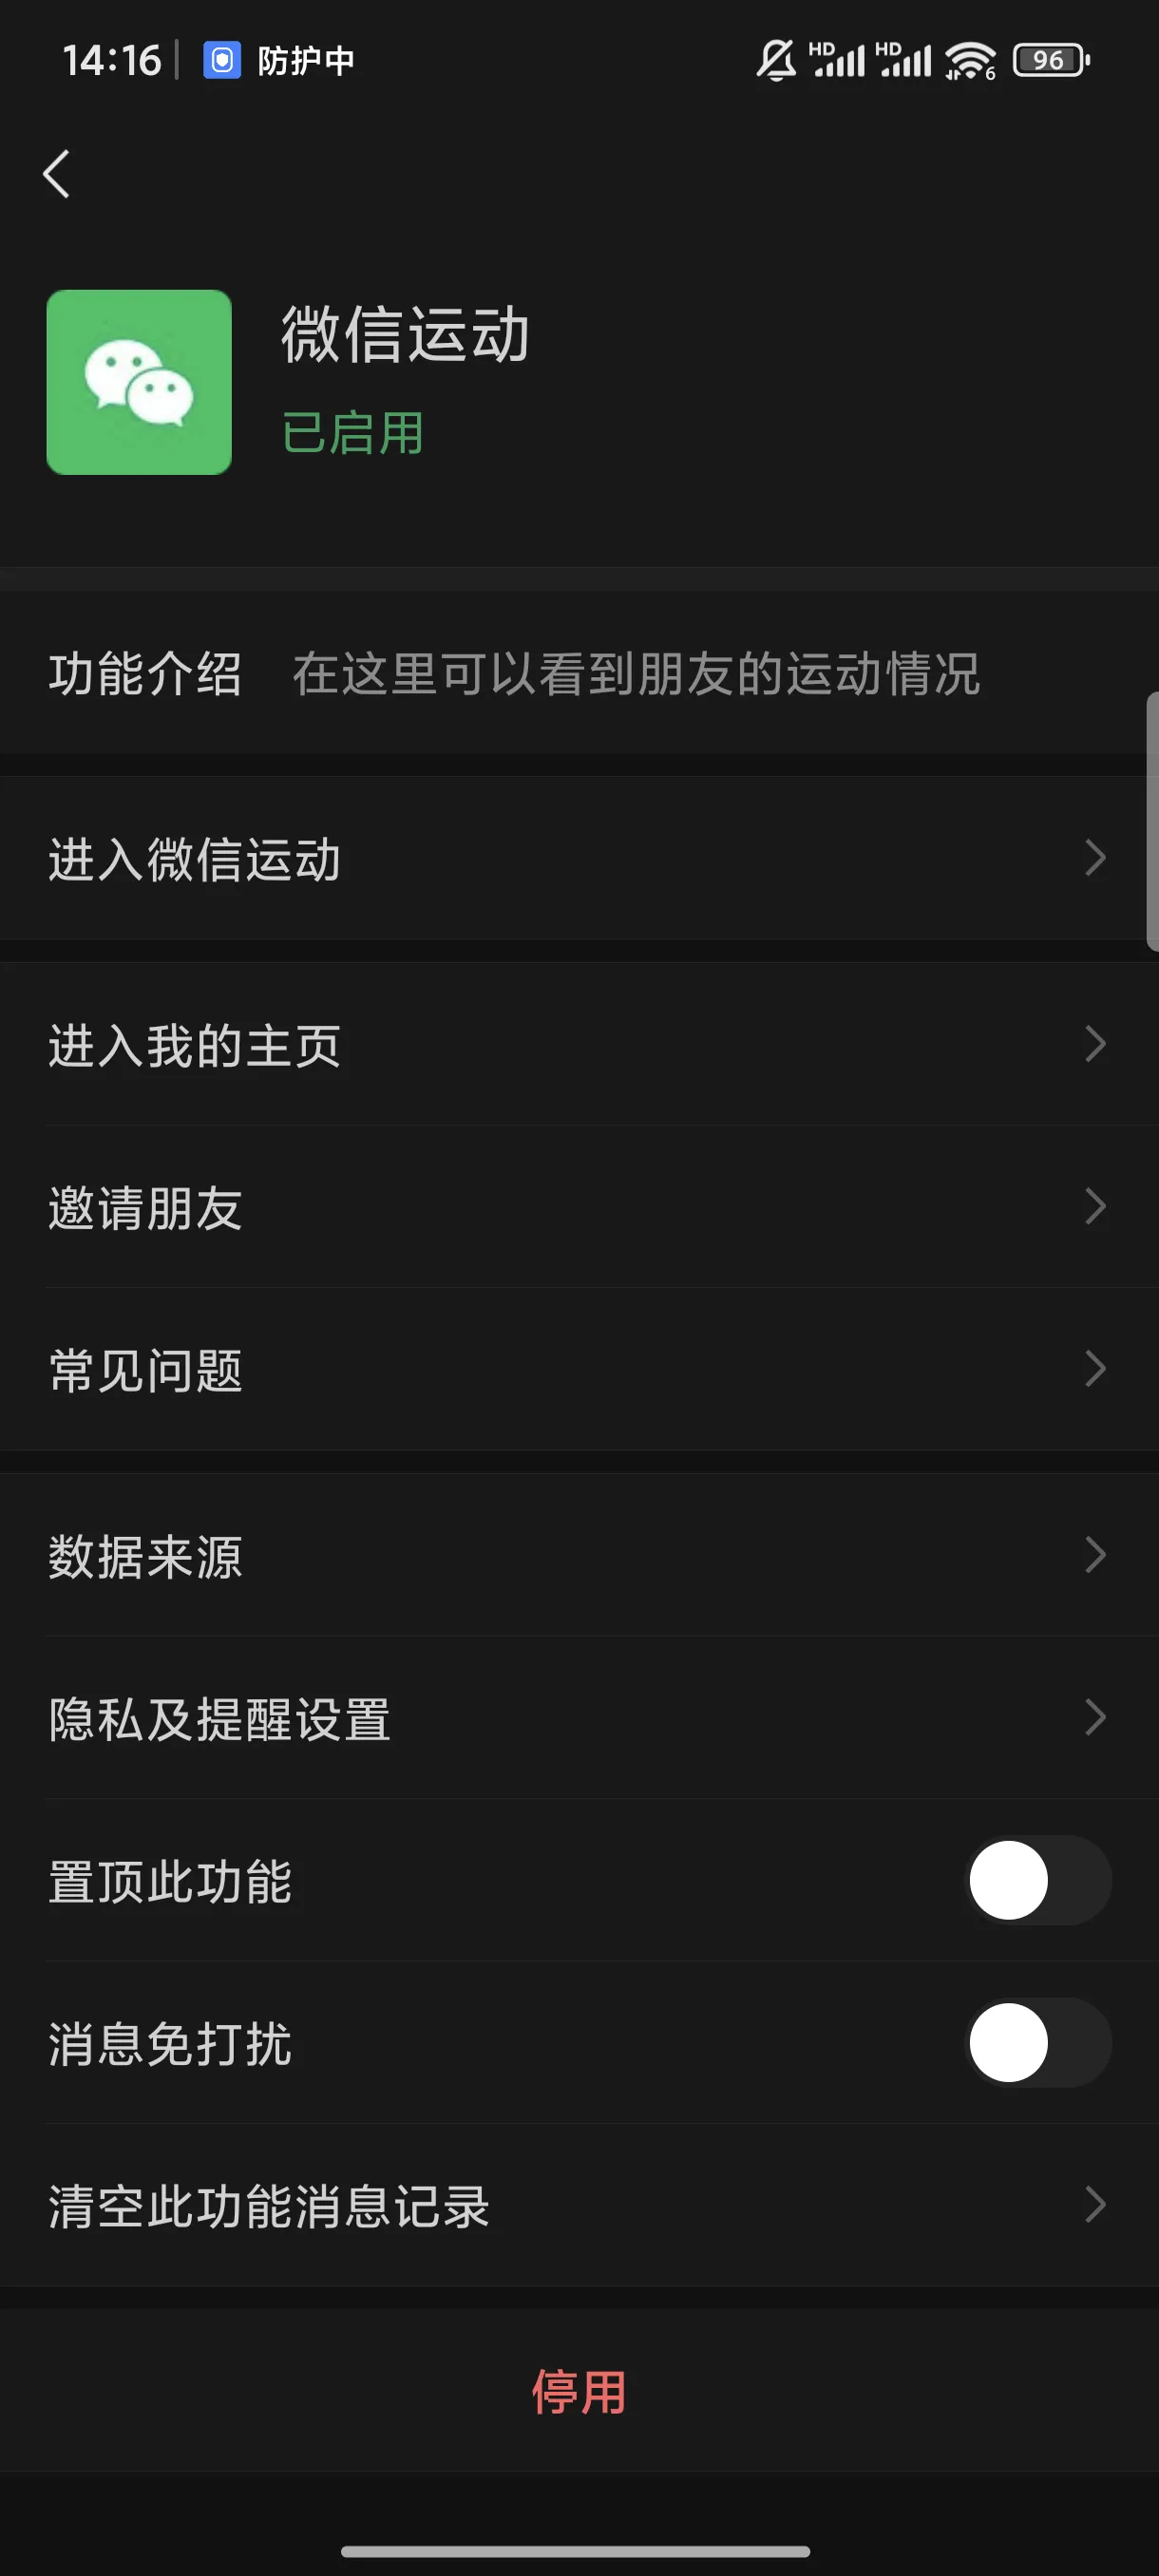 14:16 防护中 HD HD 6 96
微信运动
已启用
功能介绍 在这里可以看到朋友的运动情况
进入微信运动
进入我的主页
邀请朋友
常见问题
数据来源
隐私及提醒设置
置顶此功能
消息免打扰
清空此功能消息记录
停用